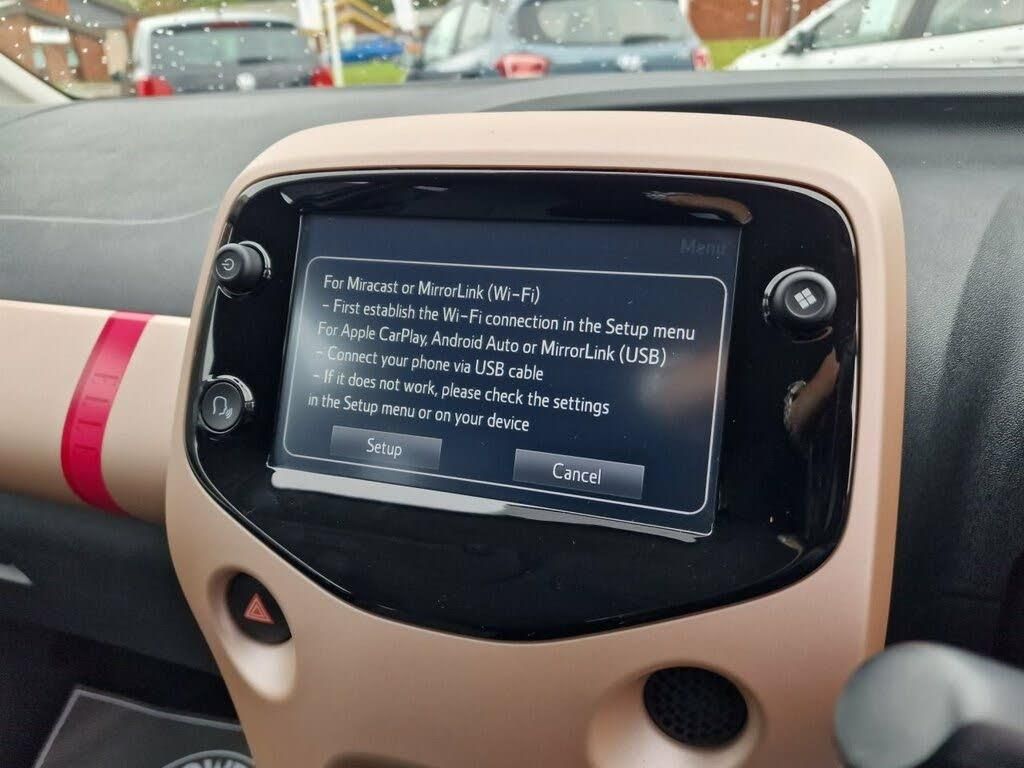 Menu
For Miracast or MirrorLink (Wi-Fi)
- First establish the Wi-Fi connection in the Setup menu
For Apple CarPlay, Android Auto or MirrorLink (USB)
- Connect your phone via USB cable
- If it does not work, please check the settings
in the Setup menu or on your device
Setup
Cancel